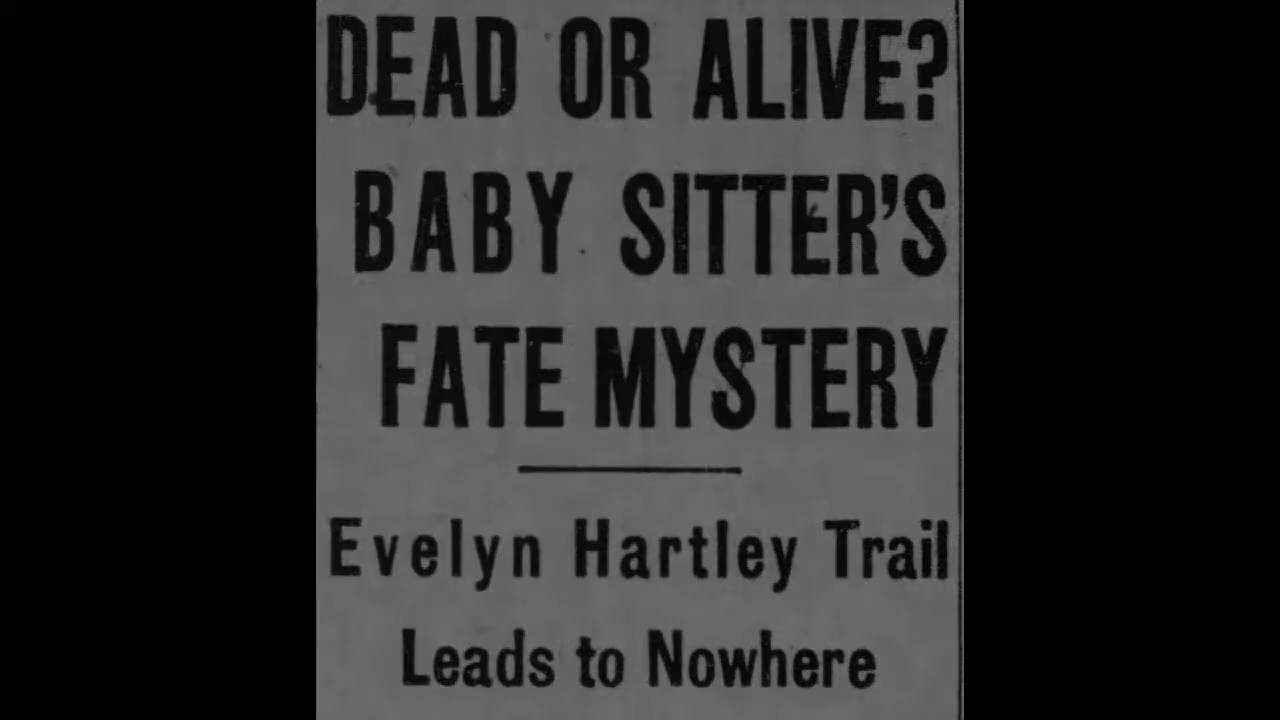 DEAD OR ALIVE?
BABY SITTER'S
FATE MYSTERY
Evelyn Hartley Trail
Leads to Nowhere